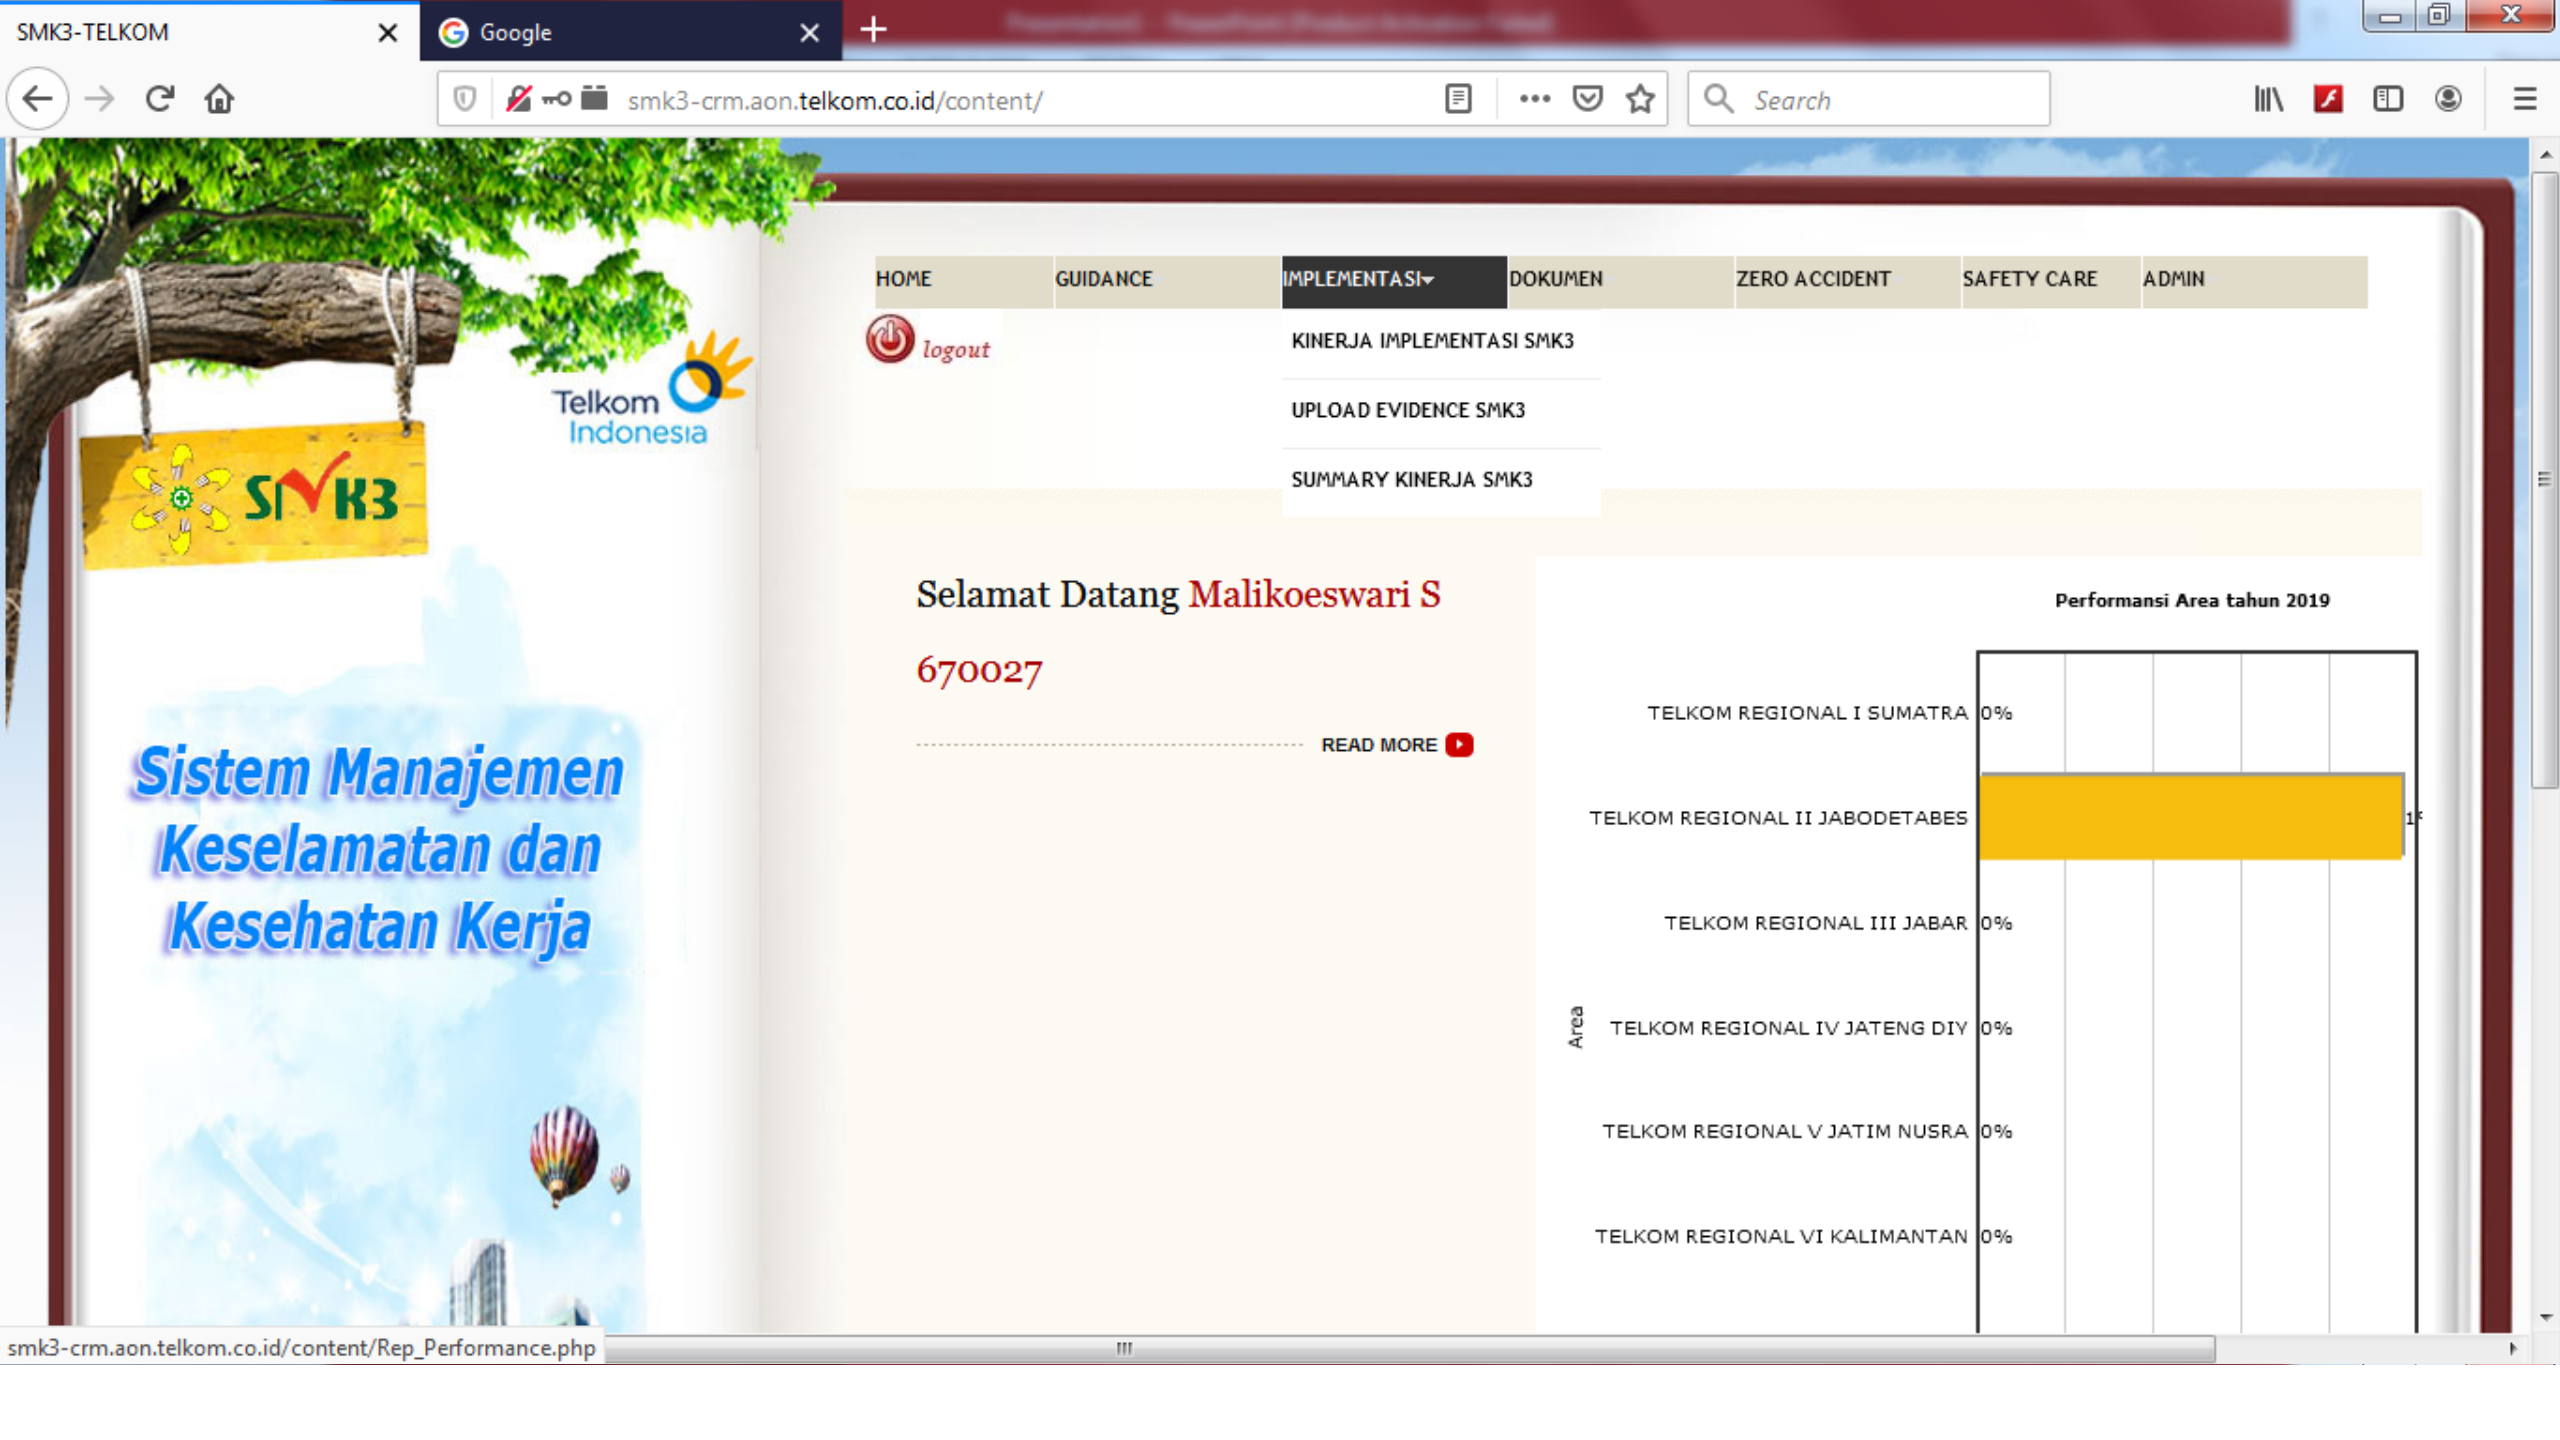 SMK3-TELKOM
Google
smk3-crm.aon.telkom.co.id/content/
Search
HOME
GUIDANCE
IMPLEMENTASI
DOKUMEN
ZERO ACCIDENT
SAFETY CARE
ADMIN
logout
KINERJA IMPLEMENTASI SMK3
UPLOAD EVIDENCE SMK3
SUMMARY KINERJA SMK3
Telkom
Indonesia
SMK3
Sistem Manajemen
Keselamatan dan
Kesehatan Kerja
Selamat Datang Malikoeswari S
670027
READ MORE
Performansi Area tahun 2019
TELKOM REGIONAL I SUMATRA 0%
TELKOM REGIONAL II JABODETABES
TELKOM REGIONAL III JABAR 0%
Area
TELKOM REGIONAL IV JATENG DIY 0%
TELKOM REGIONAL V JATIM NUSRA 0%
TELKOM REGIONAL VI KALIMANTAN 0%
smk3-crm.aon.telkom.co.id/content/Rep_Performance.php